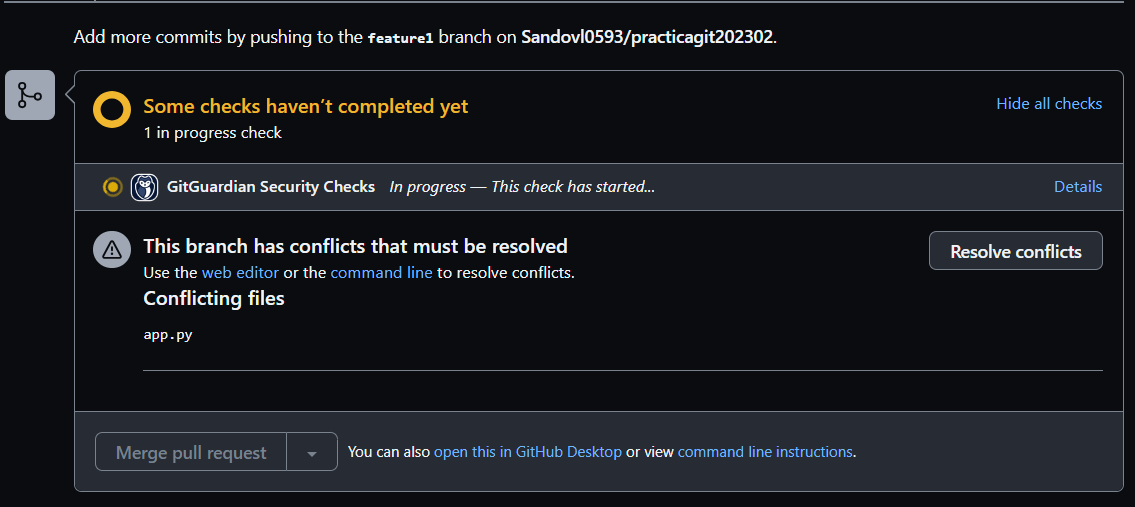 Add more commits by pushing to the feature1 branch on Sandovl0593/practicagit202302.
Some checks haven't completed yet
Hide all checks
1 in progress check
GitGuardian Security Checks In progress — This check has started...
Details
This branch has conflicts that must be resolved
Resolve conflicts
Use the web editor or the command line to resolve conflicts.
Conflicting files
app.py
Merge pull request
You can also open this in GitHub Desktop or view command line instructions.